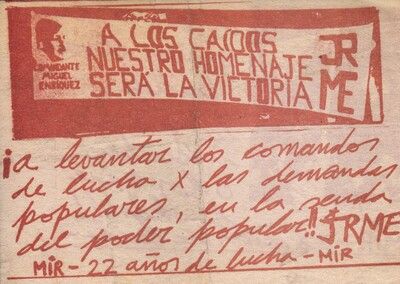 A LOS CAIDOS
NUESTRO HOMENAJE
SERÁ LA VICTORIA
COMANDANTE
MIGUEL
ENRIQUEZ
JR
ME
¡a levantar los comandos
de lucha x las demandas
populares, en la senda
del poder popular!! JRME
MIR - 22 años de lucha - MIR